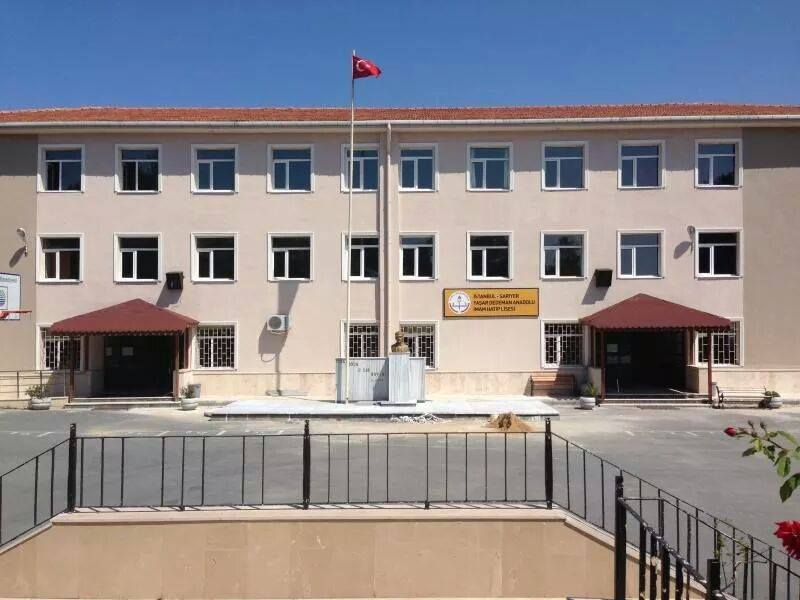 İSTANBUL - SARIYER
YAŞAR DEDEMAN ANADOLU
İMAM HATİP LİSESİ